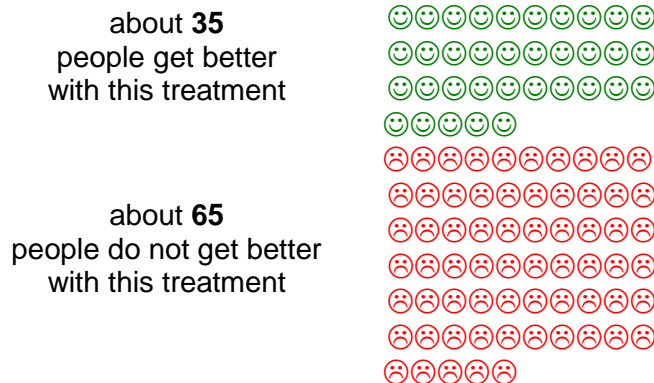 about 35
people get better
with this treatment
about 65
people do not get better
with this treatment